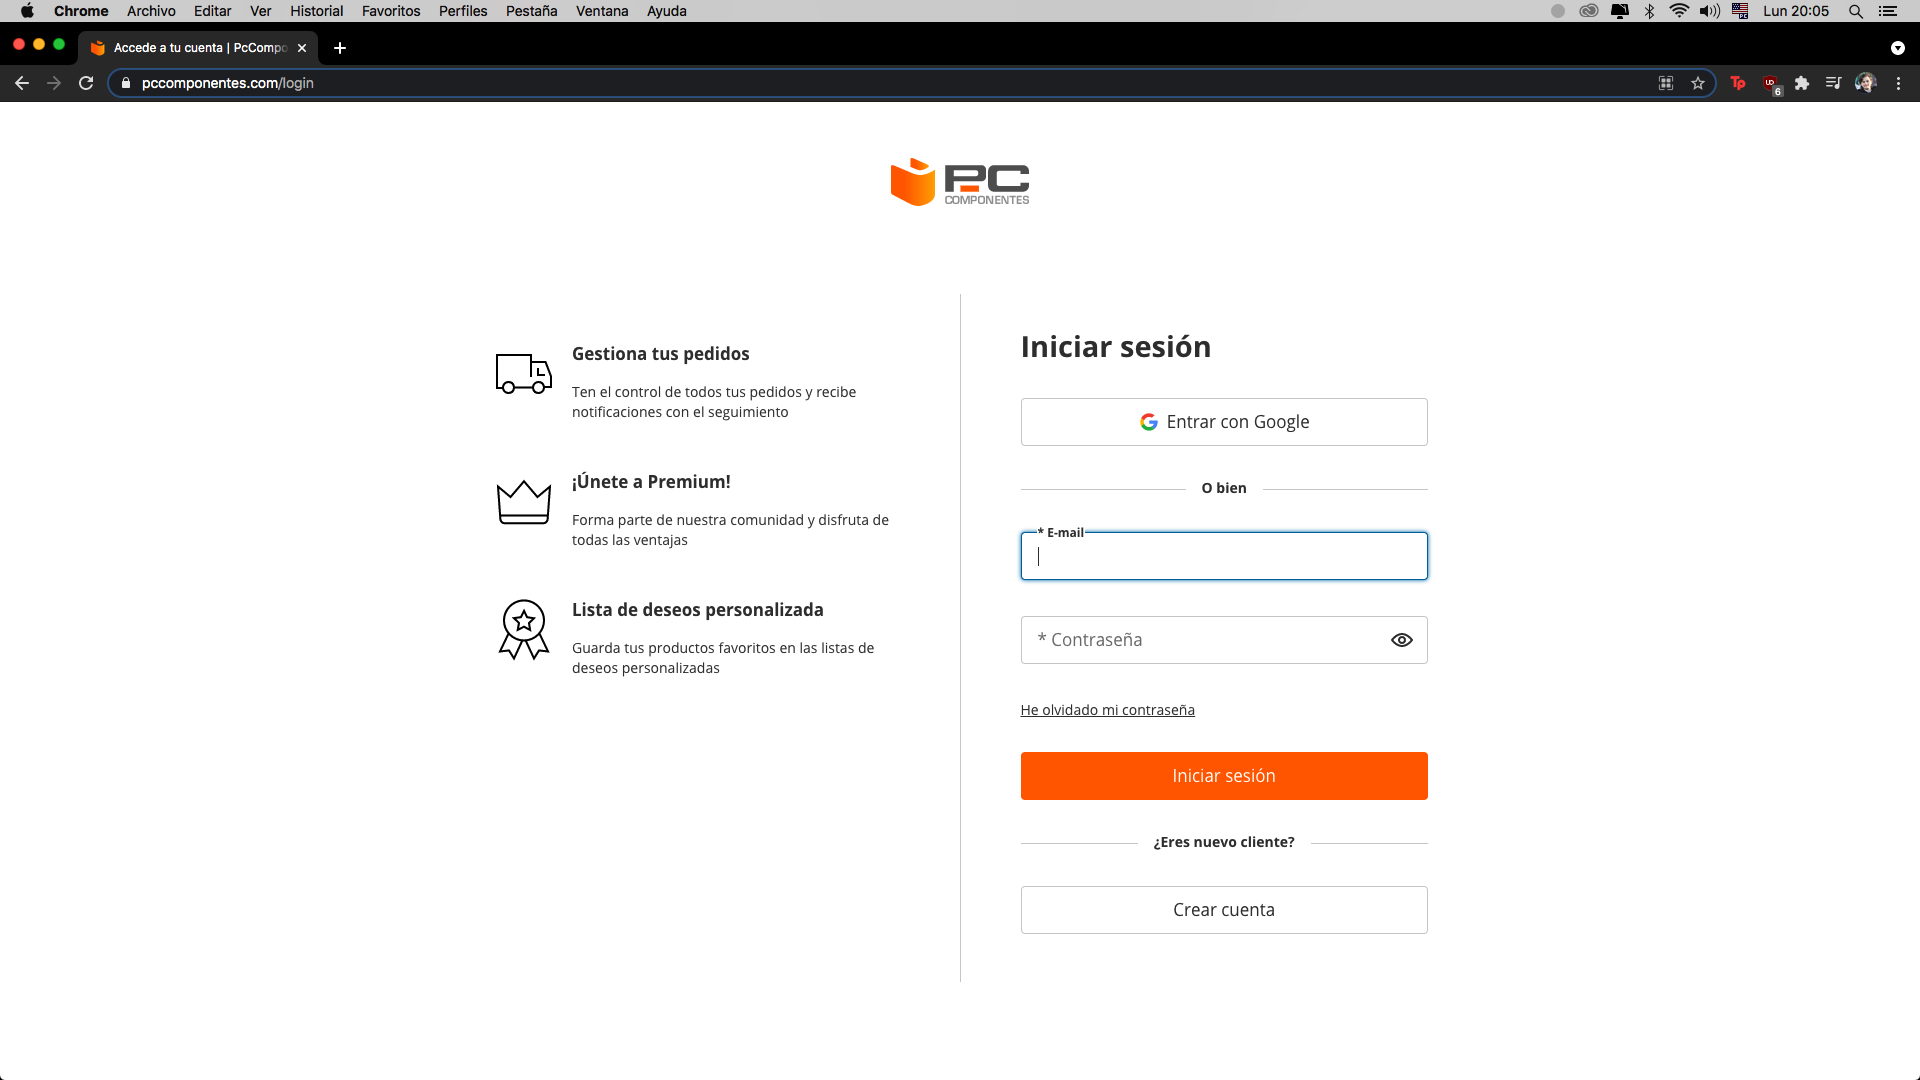 Chrome Archivo Editar Ver Historial Favoritos Perfiles Pestaña Ventana Ayuda Lun 20:05
Accede a tu cuenta | PcCompo
pccomponentes.com/login
Tp
UD
6
PC
COMPONENTES
Gestiona tus pedidos
Ten el control de todos tus pedidos y recibe
notificaciones con el seguimiento
¡Únete a Premium!
Forma parte de nuestra comunidad y disfruta de
todas las ventajas
Lista de deseos personalizada
Guarda tus productos favoritos en las listas de
deseos personalizadas
Iniciar sesión
Entrar con Google
O bien
* E-mail
* Contraseña
He olvidado mi contraseña
Iniciar sesión
¿Eres nuevo cliente?
Crear cuenta